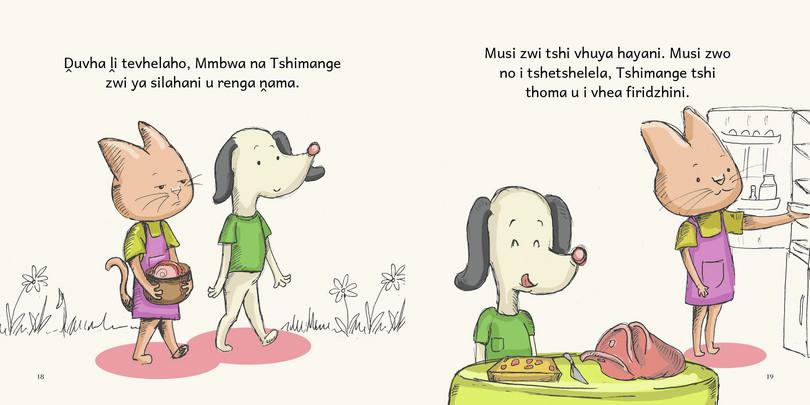 Ḓuvha ḽi tevhelaho, Mmbwa na Tshimange
zwi ya silahani u renga ṋama.
18
Musi zwi tshi vhuya hayani. Musi zwo
no i tshetshelela, Tshimange tshi
thoma u i vhea firidzhini.
19